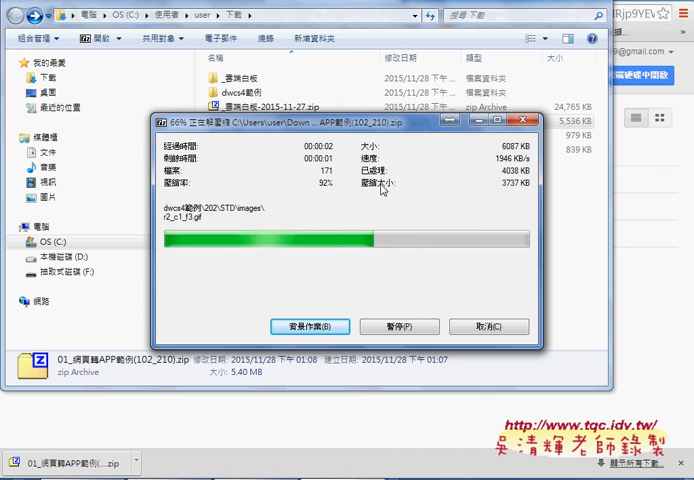 電腦 ▸ OS (C:) ▸ 使用者 ▸ user ▸ 下載 ▸
搜尋 下載
組合管理 開啟 共用對象 電子郵件 燒錄 新增資料夾
9@gmail.com
我的最愛
下載
桌面
最近的位置
媒體櫃
文件
音樂
視訊
圖片
電腦
OS (C:)
本機磁碟 (D:)
抽取式磁碟 (F:)
網路
名稱 修改日期 類型
_雲端白板 2015/11/28 下午 ... 檔案資料夾
dwcs4範例 2015/11/28 下午 ... 檔案資料夾
_雲端白板-2015-11-27.zip 2015/11/28 下午 ... zip Archive 24,765 KB
5,536 KB
979 KB
839 KB
66% 正在解壓縮 C:\Users\user\Down ... APP範例(102_210).zip
經過時間: 00:00:02 大小: 6087 KB
剩餘時間: 00:00:01 速度: 1946 KB/s
檔案: 171 已處理: 4038 KB
壓縮率: 92% 壓縮大小: 3737 KB
dwcs4範例\202\STD\images\
r2_c1_f3.gif
背景作業(B) 暫停(P) 取消(C)
01_網頁轉APP範例(102_210).zip 修改日期: 2015/11/28 下午 01:08 建立日期: 2015/11/28 下午 01:07
zip Archive 大小: 5.40 MB
http://www.tqc.idv.tw/
吳清輝老師錄製
01_網頁轉APP範例(....zip
顯示所有下載...